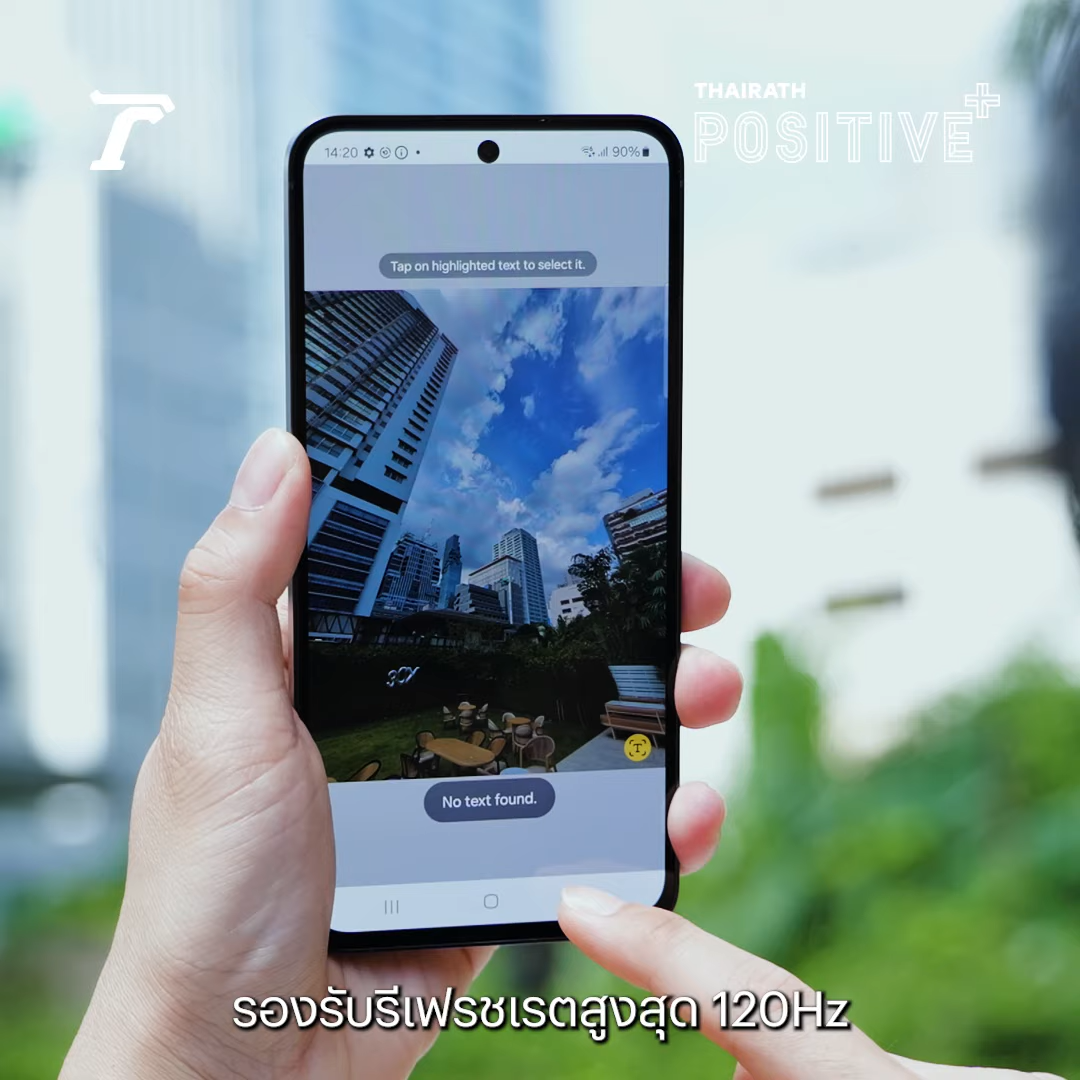 THAIRATH
POSITIVE+
14:20
90%
Tap on highlighted text to select it.
30X
T
No text found.
รองรับรีเฟรชเรตสูงสุด 120Hz